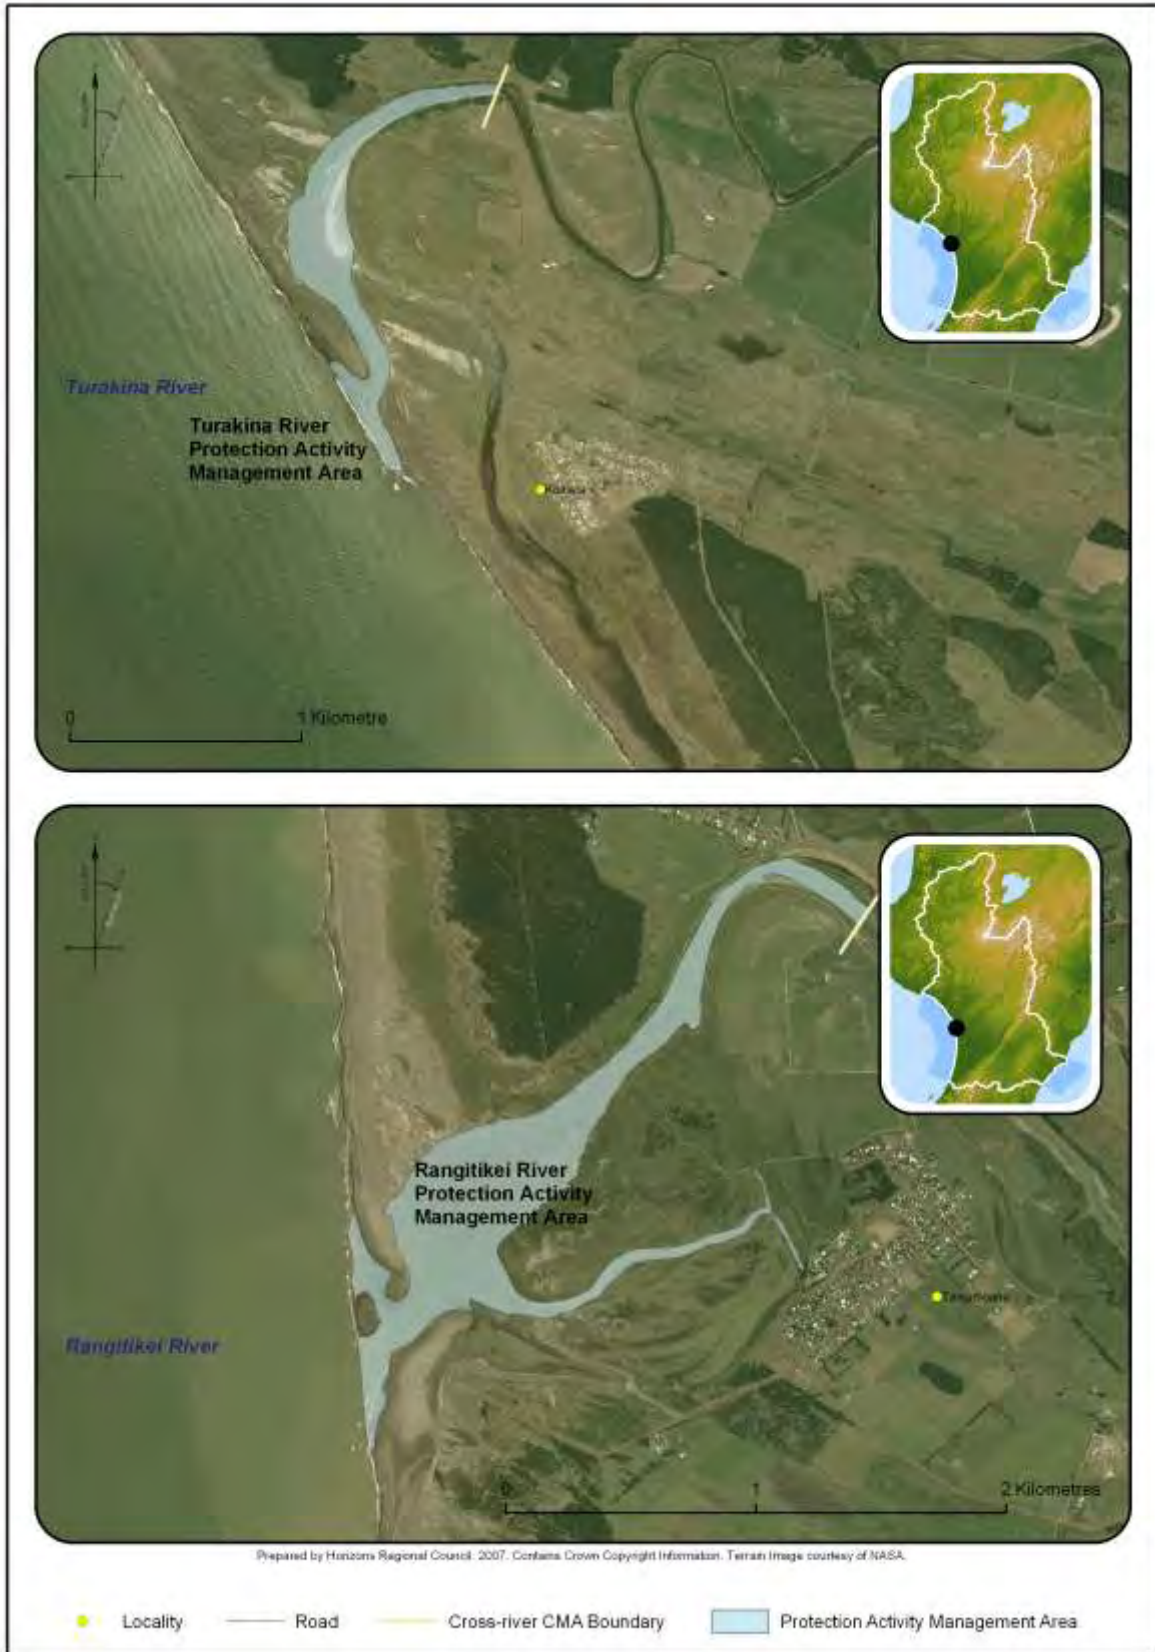 Turakina River
Turakina River
Protection Activity
Management Area
0
1 Kilometre
Rangitikei River
Protection Activity
Management Area
Rangitikei River
0
1
2 Kilometres
Prepared by Horizons Regional Council. 2007. Contains Crown Copyright Information. Terrain Image courtesy of NASA.
Locality
Road
Cross-river CMA Boundary
Protection Activity Management Area